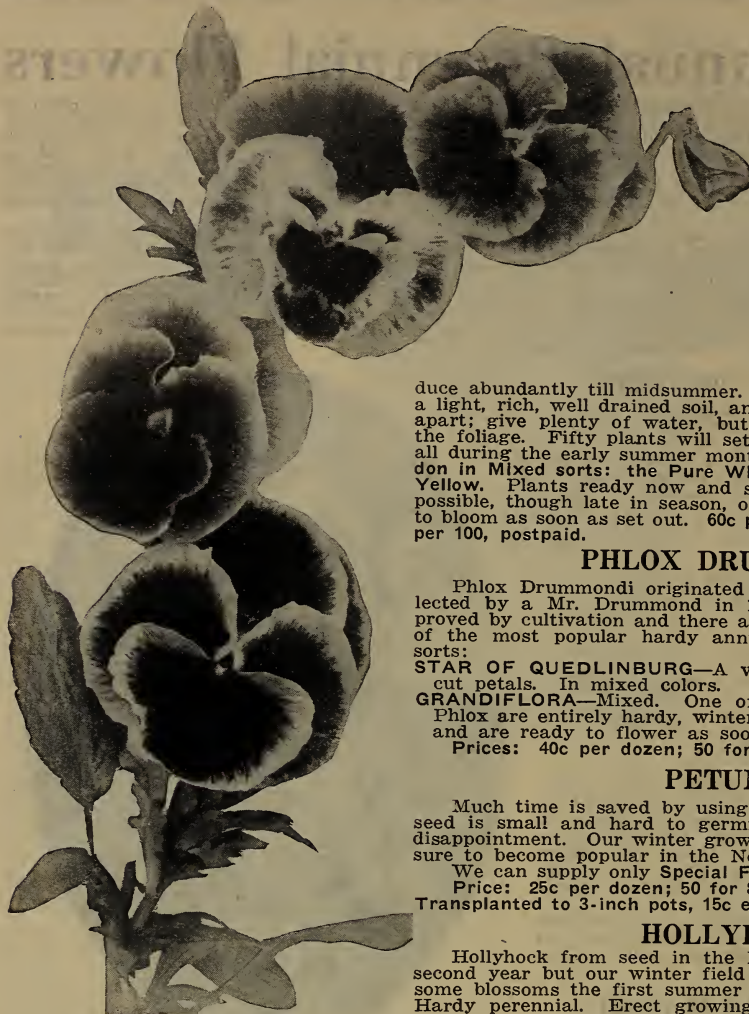 duce abundantly till midsummer.
a light, rich, well drained soil, an
apart; give plenty of water, but
the foliage. Fifty plants will set
all during the early summer mont
don in Mixed sorts: the Pure W
Yellow. Plants ready now and s
possible, though late in season, o
to bloom as soon as set out. 60c p
per 100, postpaid.
PHLOX DRU
Phlox Drummondi originated
lected by a Mr. Drummond in
proved by cultivation and there a
of the most popular hardy ann
sorts:
STAR OF QUEDLINBURG—A v
cut petals. In mixed colors.
GRANDIFLORA—Mixed. One o
Phlox are entirely hardy, winter
and are ready to flower as soo
Prices: 40c per dozen; 50 for
PETU
Much time is saved by using
seed is small and hard to germ
disappointment. Our winter grow
sure to become popular in the N
We can supply only Special F
Price: 25c per dozen; 50 for
Transplanted to 3-inch pots, 15c e
HOLLY
Hollyhock from seed in the
second year but our winter field
some blossoms the first summer
Hardy perennial. Erect growing